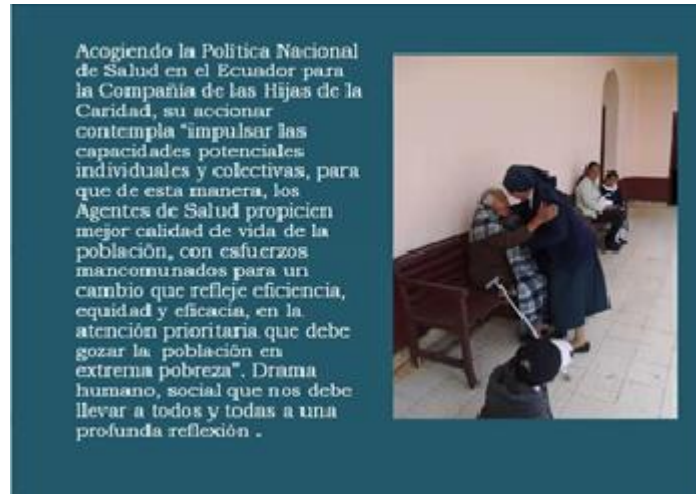 Acogiendo la Política Nacional
de Salud en el Ecuador para
la Compañía de las Hijas de la
Caridad, su accionar
contempla "impulsar las
capacidades potenciales
individuales y colectivas, para
que de esta manera, los
Agentes de Salud propicien
mejor calidad de vida de la
población, con esfuerzos
mancomunados para un
cambio que refleje eficiencia,
equidad y eficacia, en la
atención prioritaria que debe
gozar la población en
extrema pobreza". Drama
humano, social que nos debe
llevar a todos y todas a una
profunda reflexión .